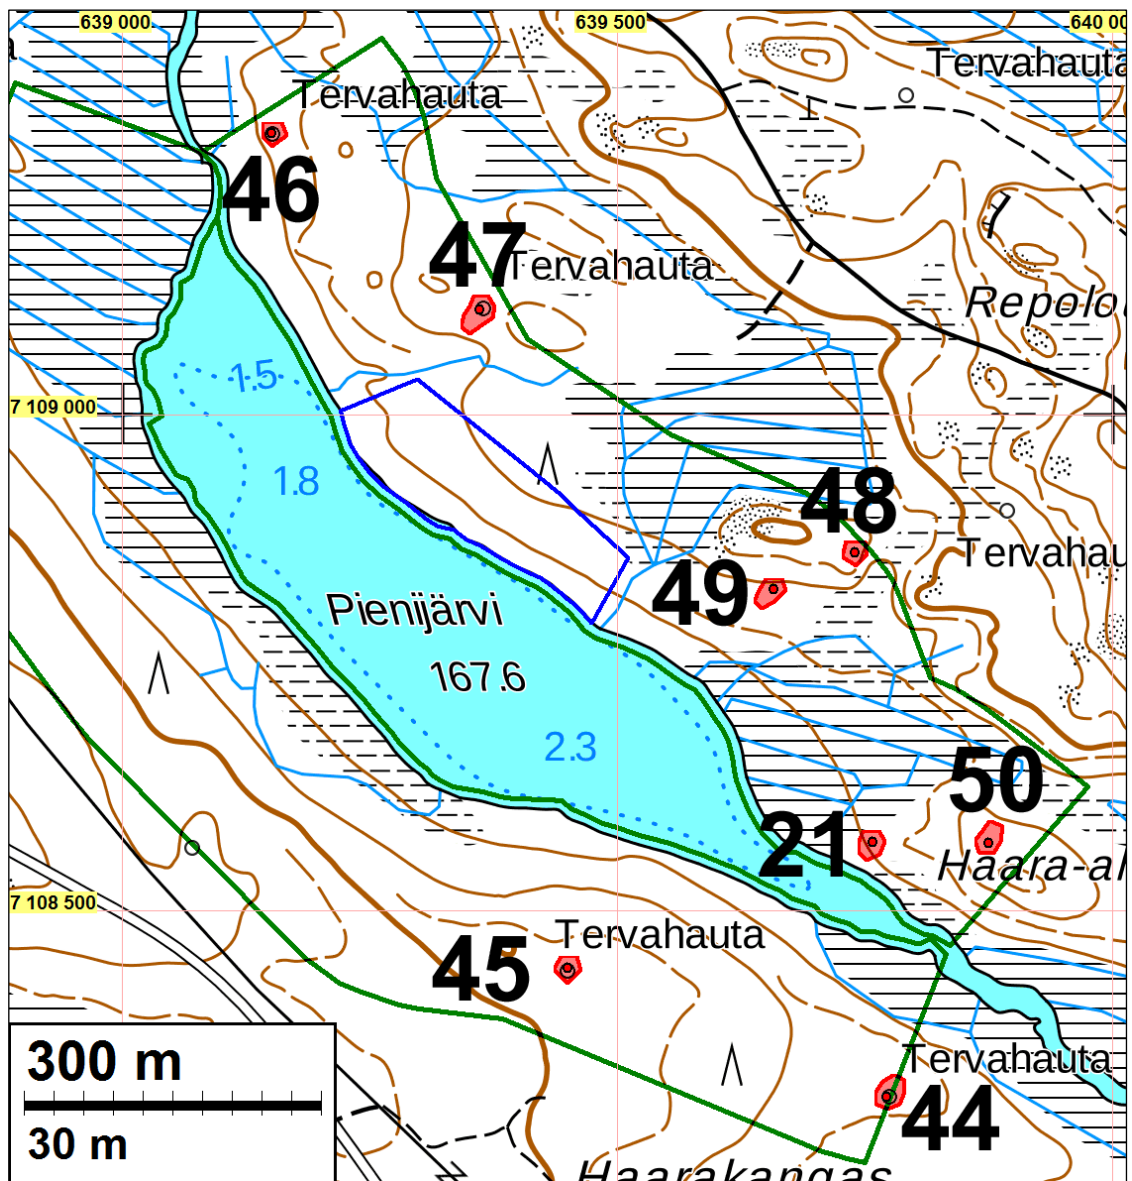 639 000
639 500
640 00
Tervahauta
Tervahauta
46
47
Tervahauta
Repolo
1.5
7 109 000
1.8
48
Tervahau
49
Pienijärvi
167.6
2.3
50
21
Haara-al
7 108 500
Tervahauta
45
300 m
Tervahauta
44
30 m
Haarakangas